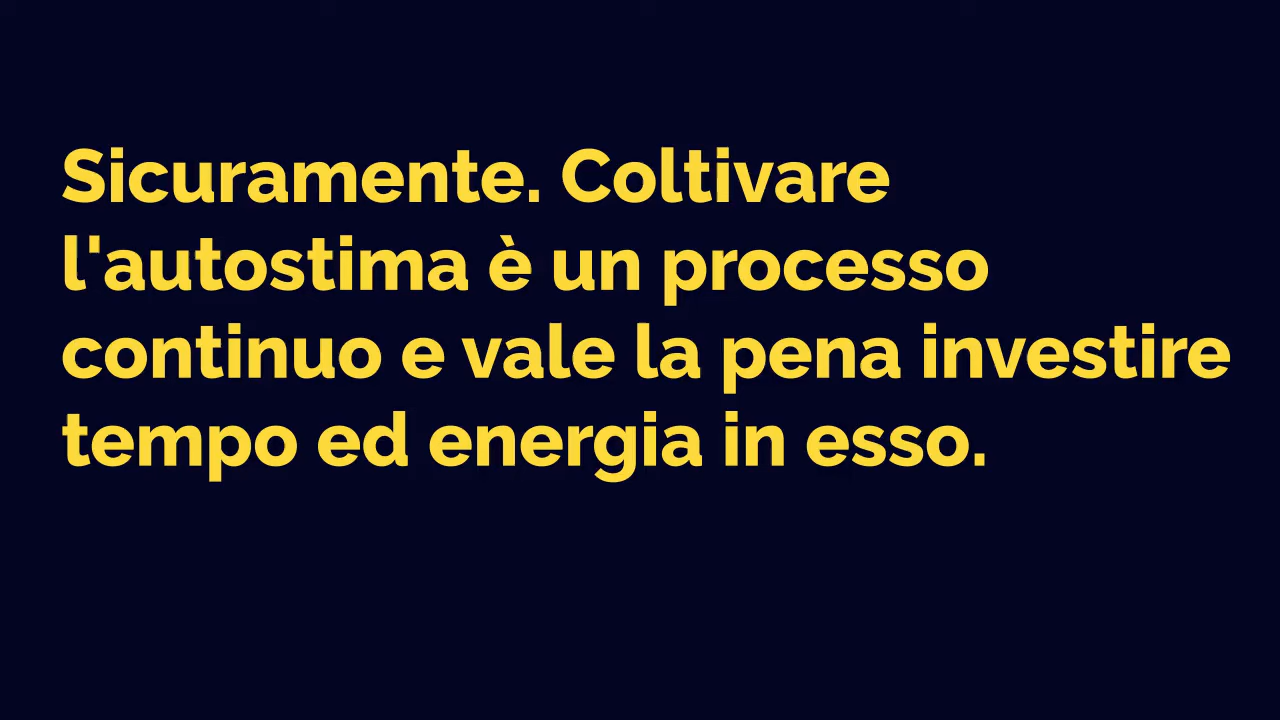 Sicuramente. Coltivare
l'autostima è un processo
continuo e vale la pena investire
tempo ed energia in esso.